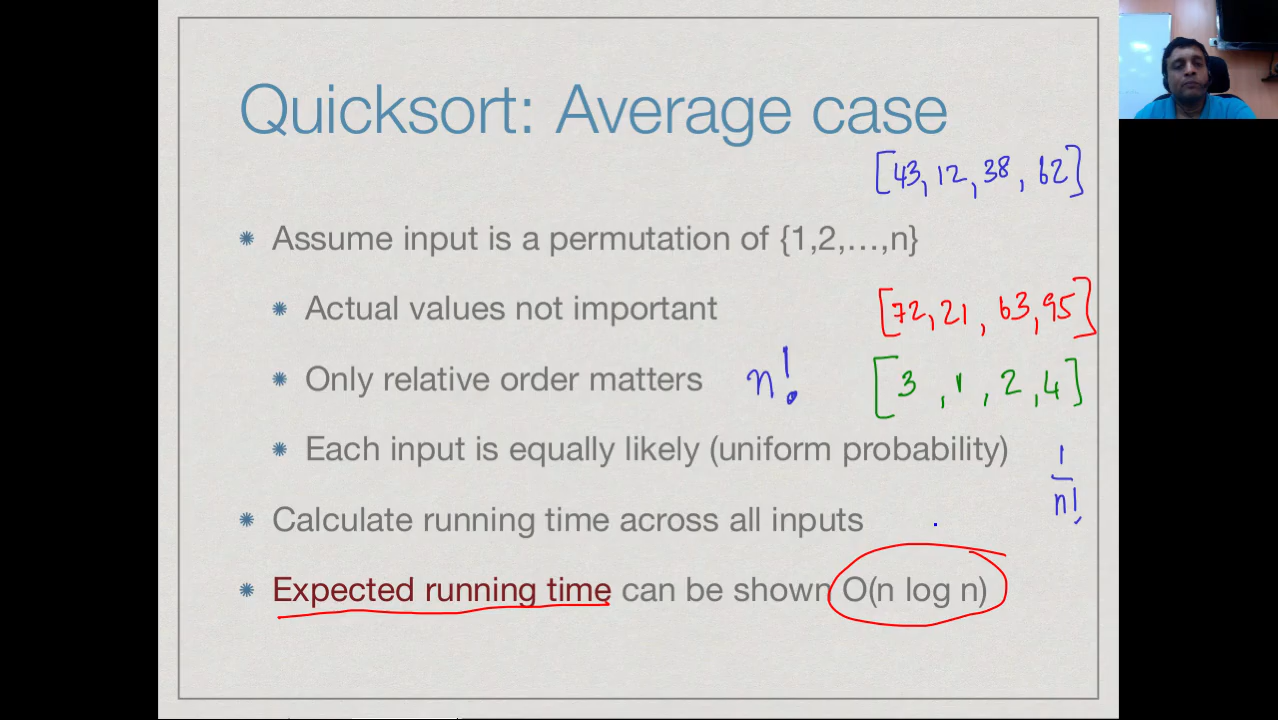 Quicksort: Average case
[43, 12, 38, 62]
Assume input is a permutation of {1,2,…,n}
Actual values not important
[72, 21, 63, 95]
Only relative order matters
n!
[3, 1, 2, 4]
Each input is equally likely (uniform probability)
1
n!
Calculate running time across all inputs
Expected running time can be shown O(n log n)